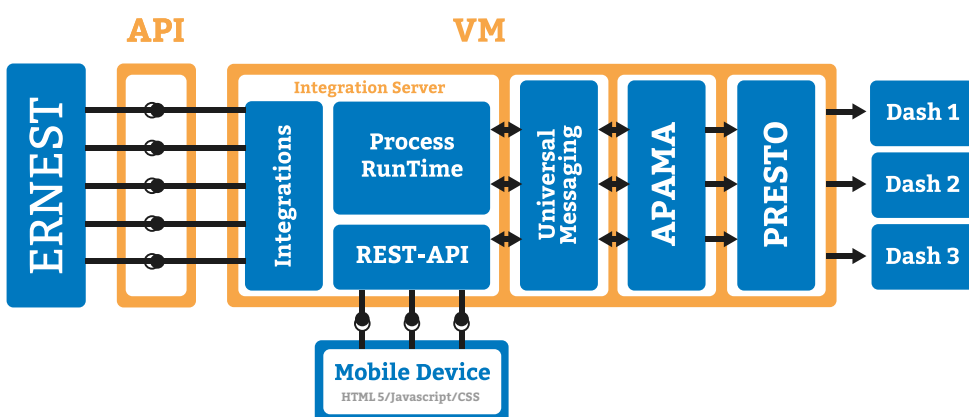 API
VM
ERNEST
Integration Server
Integrations
Process
RunTime
REST-API
Universal
Messaging
APAMA
PRESTO
Dash 1
Dash 2
Dash 3
Mobile Device
HTML 5/Javascript/CSS